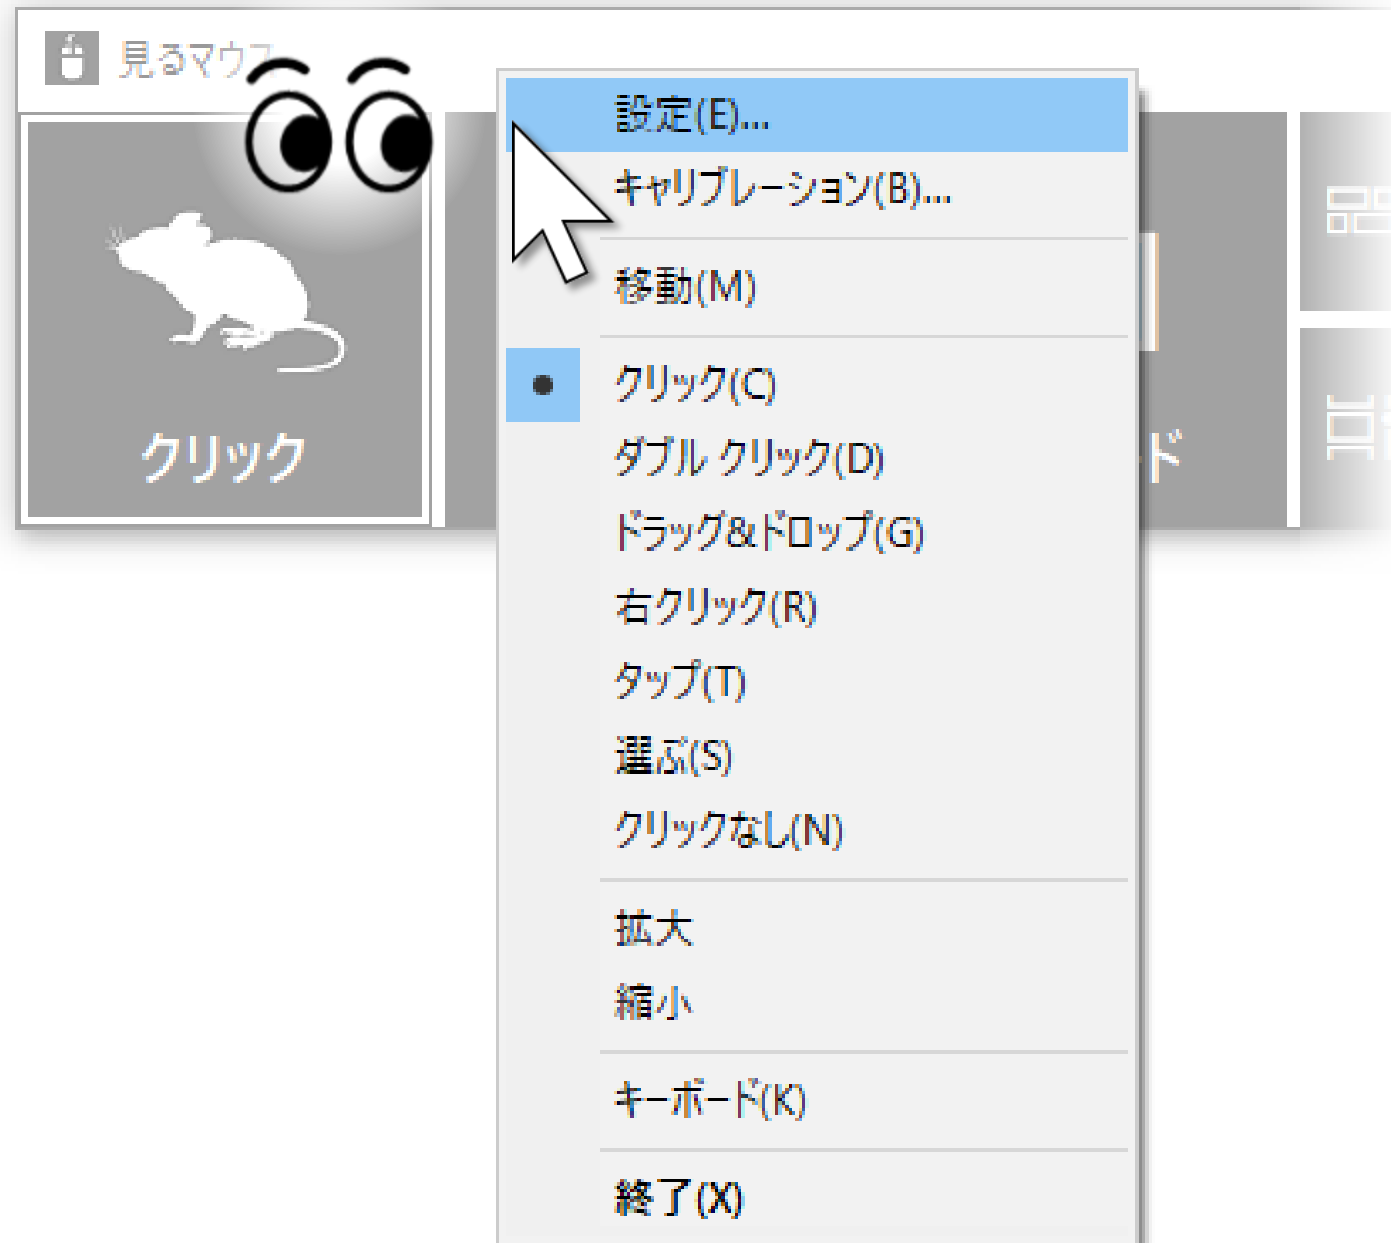 見るマウス
設定(E)...
キャリブレーション(B)...
移動(M)
クリック(C)
ダブル クリック(D)
ドラッグ&ドロップ(G)
右クリック(R)
タップ(T)
選ぶ(S)
クリックなし(N)
拡大
縮小
キーボード(K)
終了(X)
クリック
ド